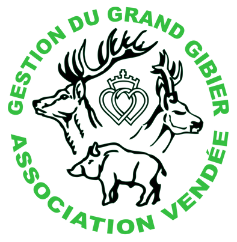 GESTION DU GRAND GIBIER
ASSOCIATION VENDÉE